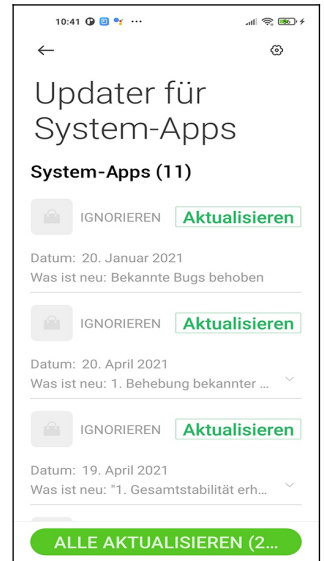 10:41
Updater für
System-Apps
System-Apps (11)
IGNORIEREN Aktualisieren
Datum: 20. Januar 2021
Was ist neu: Bekannte Bugs behoben
IGNORIEREN Aktualisieren
Datum: 20. April 2021
Was ist neu: 1. Behebung bekannter ...
IGNORIEREN Aktualisieren
Datum: 19. April 2021
Was ist neu: "1. Gesamtstabilität erh...
ALLE AKTUALISIEREN (2...